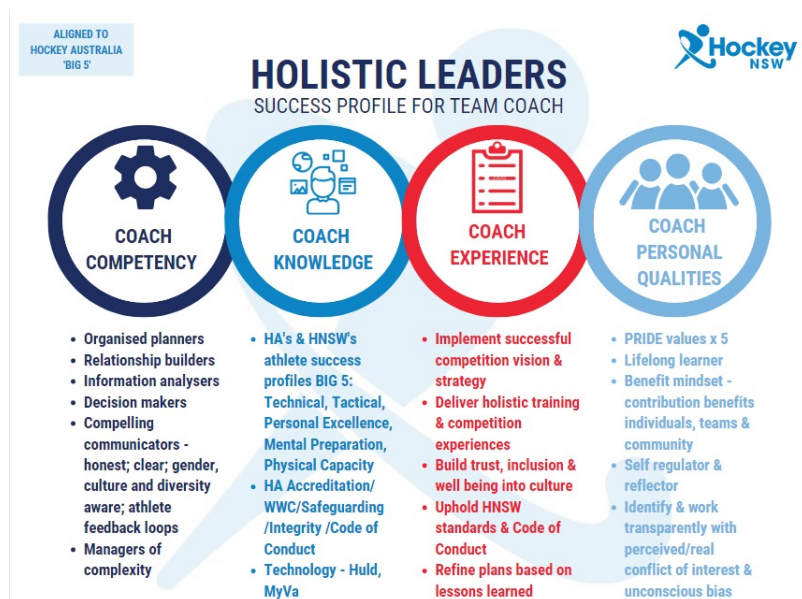 ALIGNED TO
HOCKEY AUSTRALIA
'BIG 5'
Hockey
NSW
HOLISTIC LEADERS
SUCCESS PROFILE FOR TEAM COACH
COACH
COMPETENCY
• Organised planners
• Relationship builders
• Information analysers
• Decision makers
• Compelling
communicators -
honest; clear; gender,
culture and diversity
aware; athlete
feedback loops
• Managers of
complexity
COACH
KNOWLEDGE
• HA's & HNSW's
athlete success
profiles BIG 5:
Technical, Tactical,
Personal Excellence,
Mental Preparation,
Physical Capacity
• HA Accreditation/
WWC/Safeguarding
/Integrity /Code of
Conduct
• Technology - Huld,
MyVa
COACH
EXPERIENCE
• Implement successful
competition vision &
strategy
• Deliver holistic training
& competition
experiences
• Build trust, inclusion &
well being into culture
• Uphold HNSW
standards & Code of
Conduct
• Refine plans based on
lessons learned
COACH
PERSONAL
QUALITIES
• PRIDE values x 5
• Lifelong learner
• Benefit mindset -
contribution benefits
individuals, teams &
community
• Self regulator &
reflector
• Identify & work
transparently with
perceived/real
conflict of interest &
unconscious bias